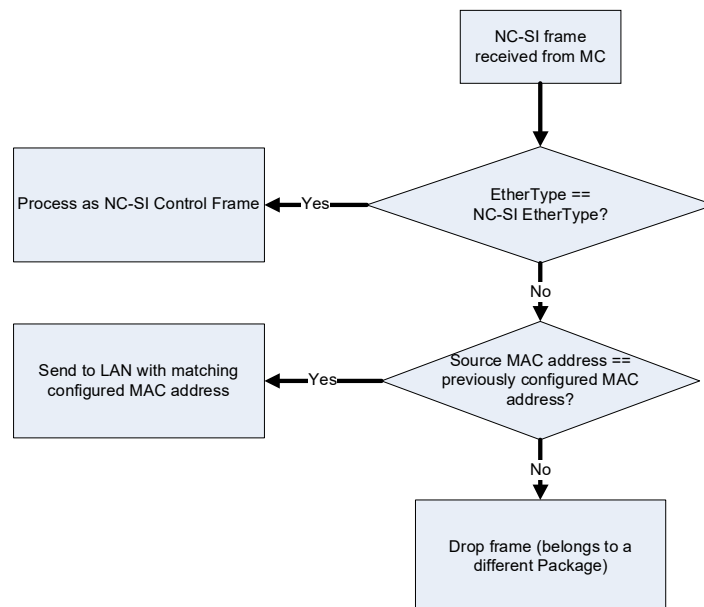 NC-SI frame
received from MC
EtherType ==
NC-SI EtherType?
Yes
Process as NC-SI Control Frame
No
Source MAC address ==
previously configured MAC
address?
Yes
Send to LAN with matching
configured MAC address
No
Drop frame (belongs to a
different Package)